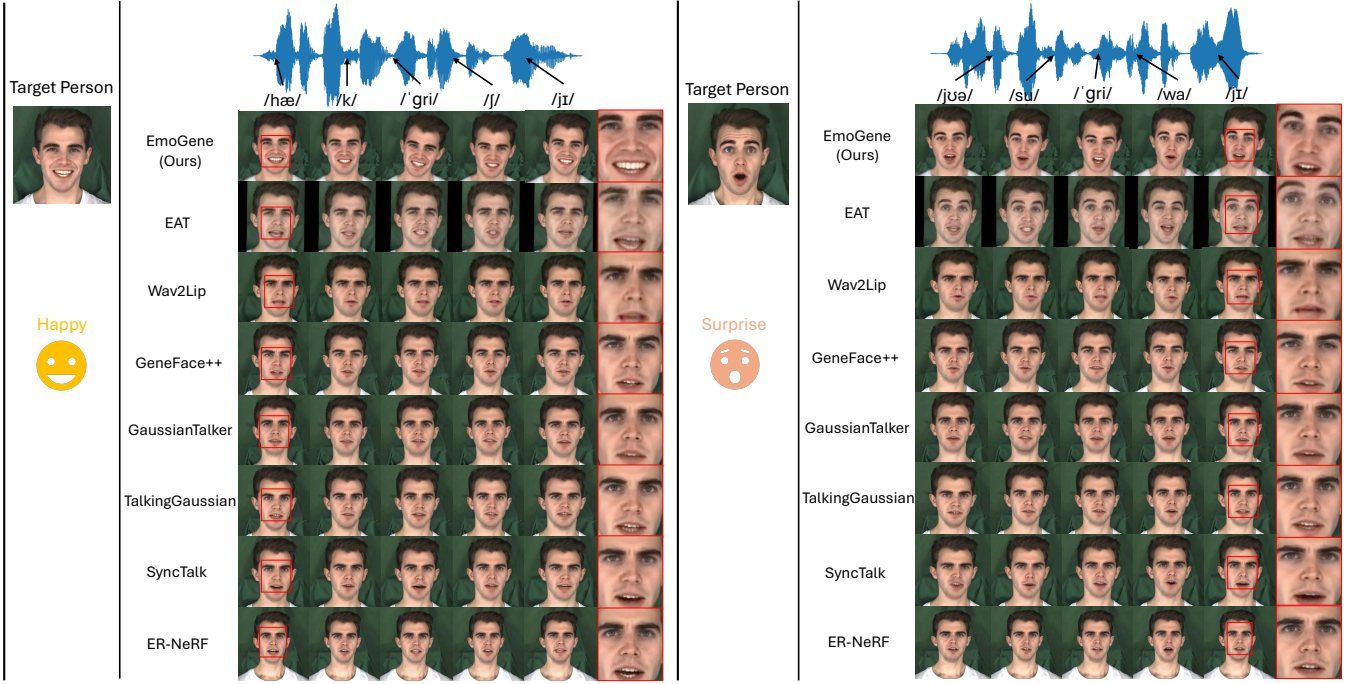 Target Person
Happy
/hæ/ /k/ /ˈgri/ /ʃ/ /jɪ/
EmoGene
(Ours)
EAT
Wav2Lip
GeneFace++
GaussianTalker
TalkingGaussian
SyncTalk
ER-NeRF
Target Person
Surprise
/jʊə/ /su/ /ˈgri/ /wa/ /jɪ/
EmoGene
(Ours)
EAT
Wav2Lip
GeneFace++
GaussianTalker
TalkingGaussian
SyncTalk
ER-NeRF